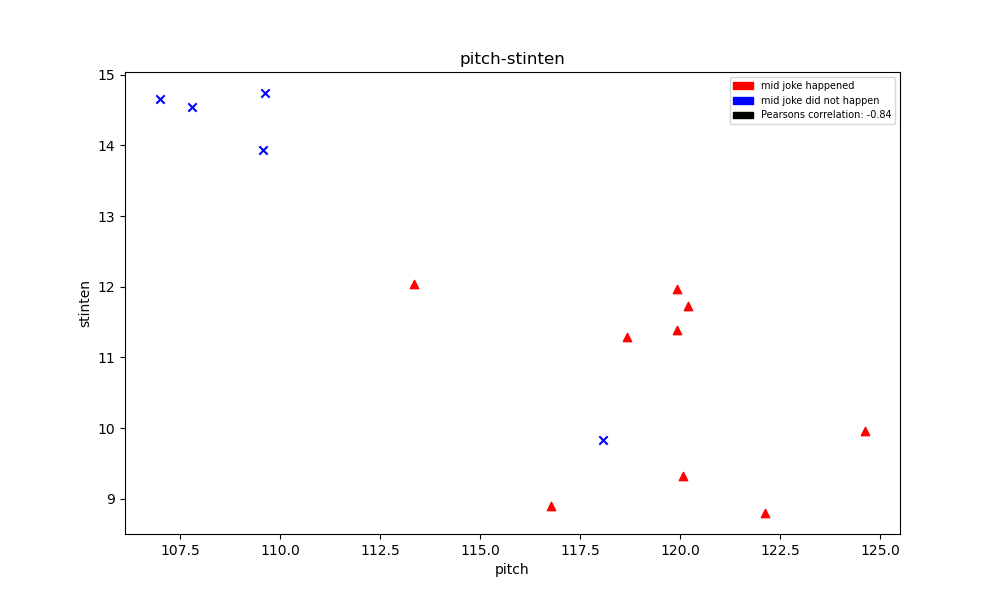 pitch-stinten
mid joke happened
mid joke did not happen
Pearsons correlation: -0.84
15
14
13
12
11
10
9
stinten
107.5 110.0 112.5 115.0 117.5 120.0 122.5 125.0
pitch